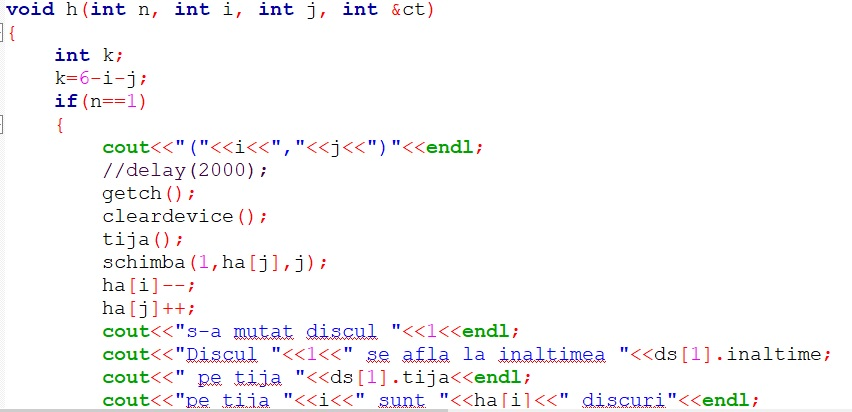 void h(int n, int i, int j, int &ct)
{
int k;
k=6-i-j;
if(n==1)
{
cout<<"("<<i<<","<<j<<")"<<endl;
//delay(2000);
getch();
cleardevice();
tija();
schimba(1,ha[j],j);
ha[i]--;
ha[j]++;
cout<<"s-a mutat discul "<<1<<endl;
cout<<"Discul "<<1<<" se afla la inaltimea "<<ds[1].inaltime;
cout<<" pe tija "<<ds[1].tija<<endl;
cout<<"pe tija "<<i<<" sunt "<<ha[i]<<" discuri"<<endl;